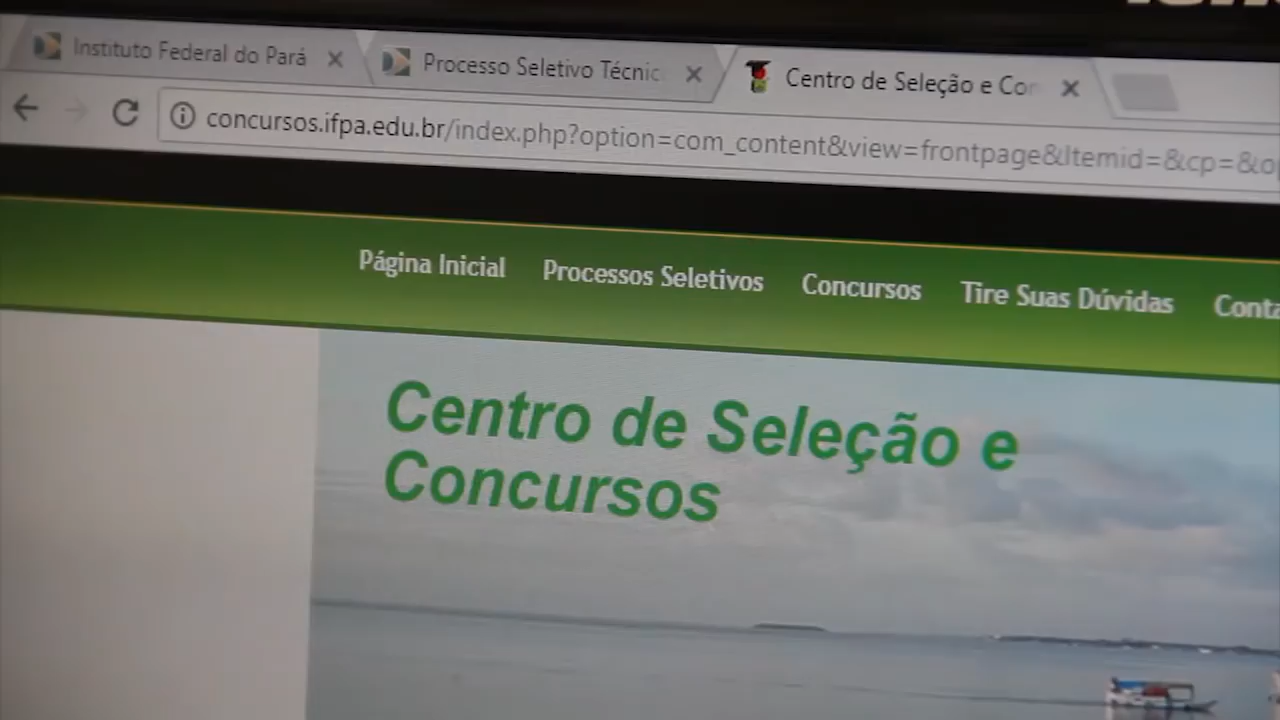 Instituto Federal do Pará
Processo Seletivo Técnic
Centro de Seleção e Con
concursos.ifpa.edu.br/index.php?option=com_content&view=frontpage&Itemid=&cp=&o
Página Inicial Processos Seletivos Concursos Tire Suas Dúvidas Conta
Centro de Seleção e
Concursos